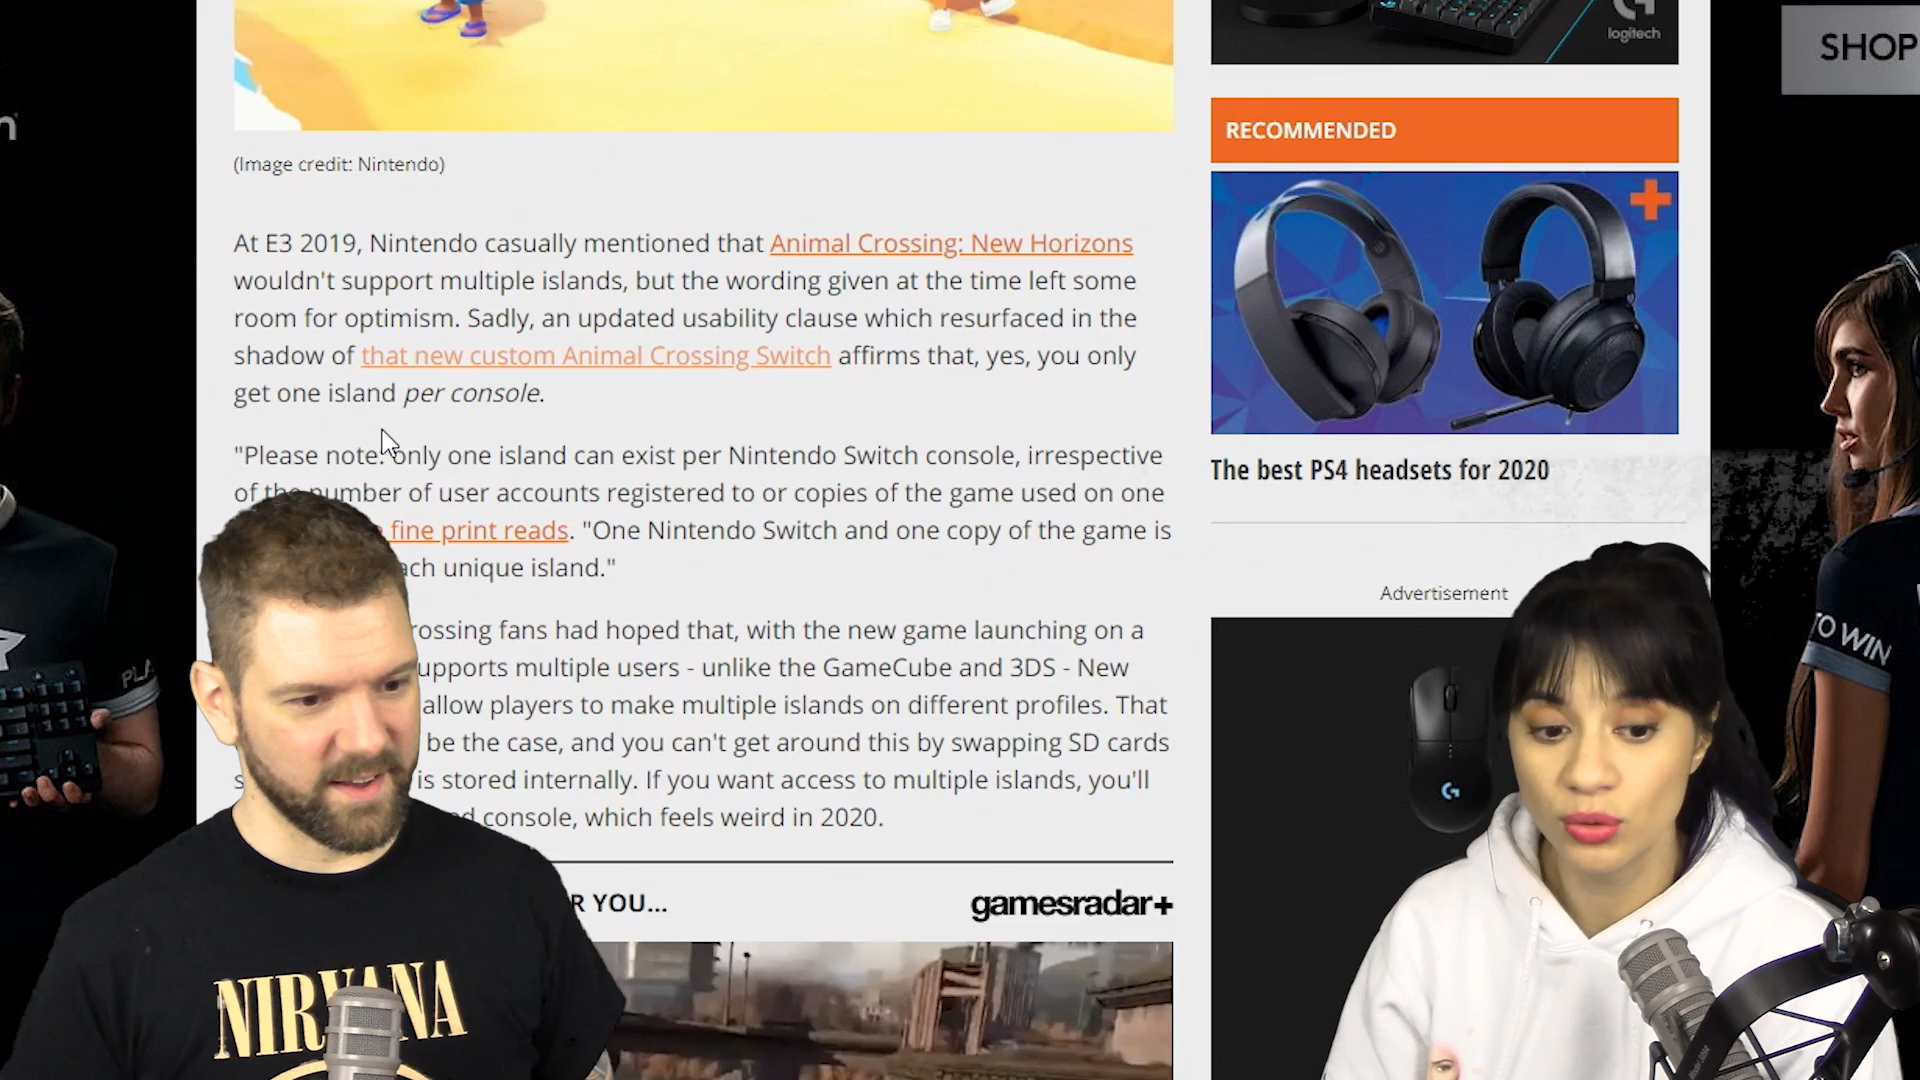 logitech
SHOP
n
RECOMMENDED
(Image credit: Nintendo)
At E3 2019, Nintendo casually mentioned that Animal Crossing: New Horizons
wouldn't support multiple islands, but the wording given at the time left some
room for optimism. Sadly, an updated usability clause which resurfaced in the
shadow of that new custom Animal Crossing Switch affirms that, yes, you only
get one island per console.
"Please note: only one island can exist per Nintendo Switch console, irrespective
of the number of user accounts registered to or copies of the game used on one
fine print reads. "One Nintendo Switch and one copy of the game is
ach unique island."
rossing fans had hoped that, with the new game launching on a
upports multiple users - unlike the GameCube and 3DS - New
allow players to make multiple islands on different profiles. That
be the case, and you can't get around this by swapping SD cards
s is stored internally. If you want access to multiple islands, you'll
d console, which feels weird in 2020.
R YOU...
gamesradar+
The best PS4 headsets for 2020
Advertisement
TO WIN
PLA
G
NIRVANA